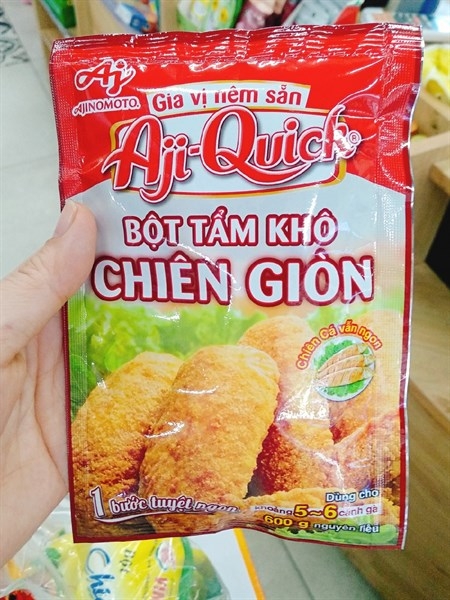 Aj
AJINOMOTO.
Gia vị nêm sẵn
Aji-Quick®
BỘT TẨM KHÔ
CHIÊN GIÒN
Chiên Cá vẫn ngon
1 bước tuyệt ngon
Dùng cho
khoảng 5~6 cánh gà
600 g nguyên liệu